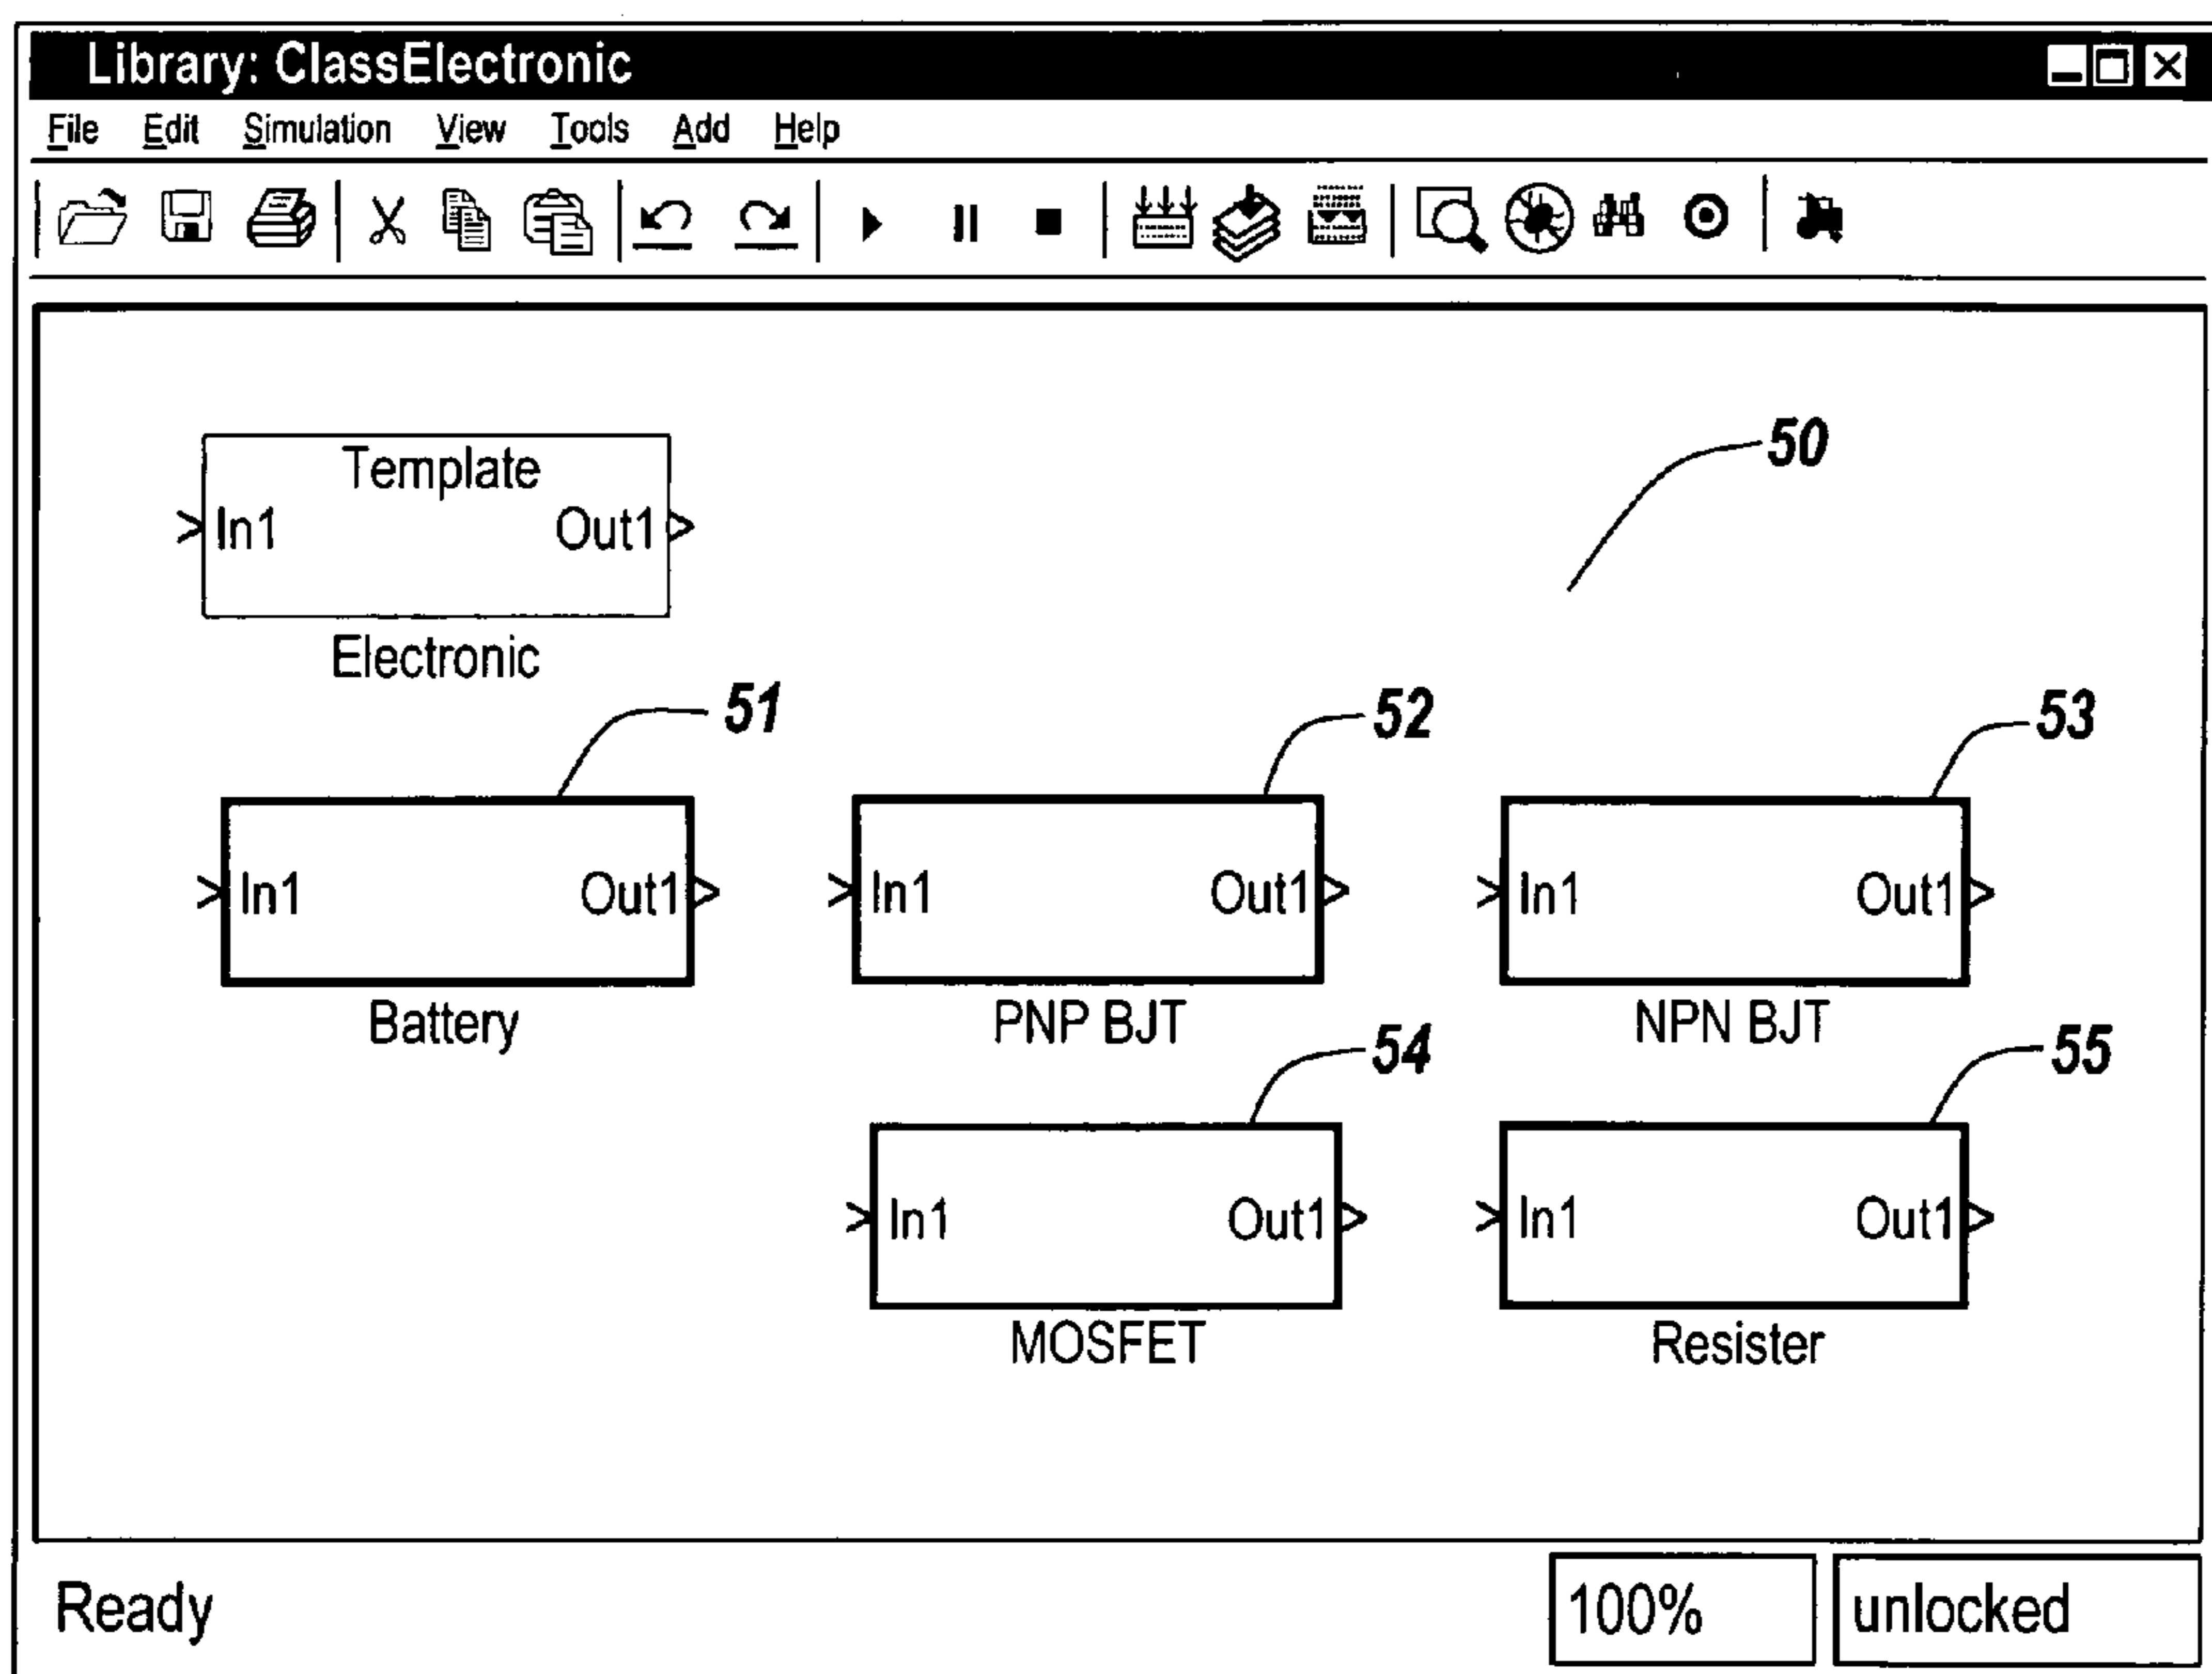 Library: ClassElectronic
File Edit Simulation View Tools Add Help
Template
In1 Out1
Electronic
50
51
52
53
In1 Out1
In1 Out1
In1 Out1
Battery
PNP BJT
NPN BJT
54
55
In1 Out1
In1 Out1
MOSFET
Resister
Ready
100%
unlocked